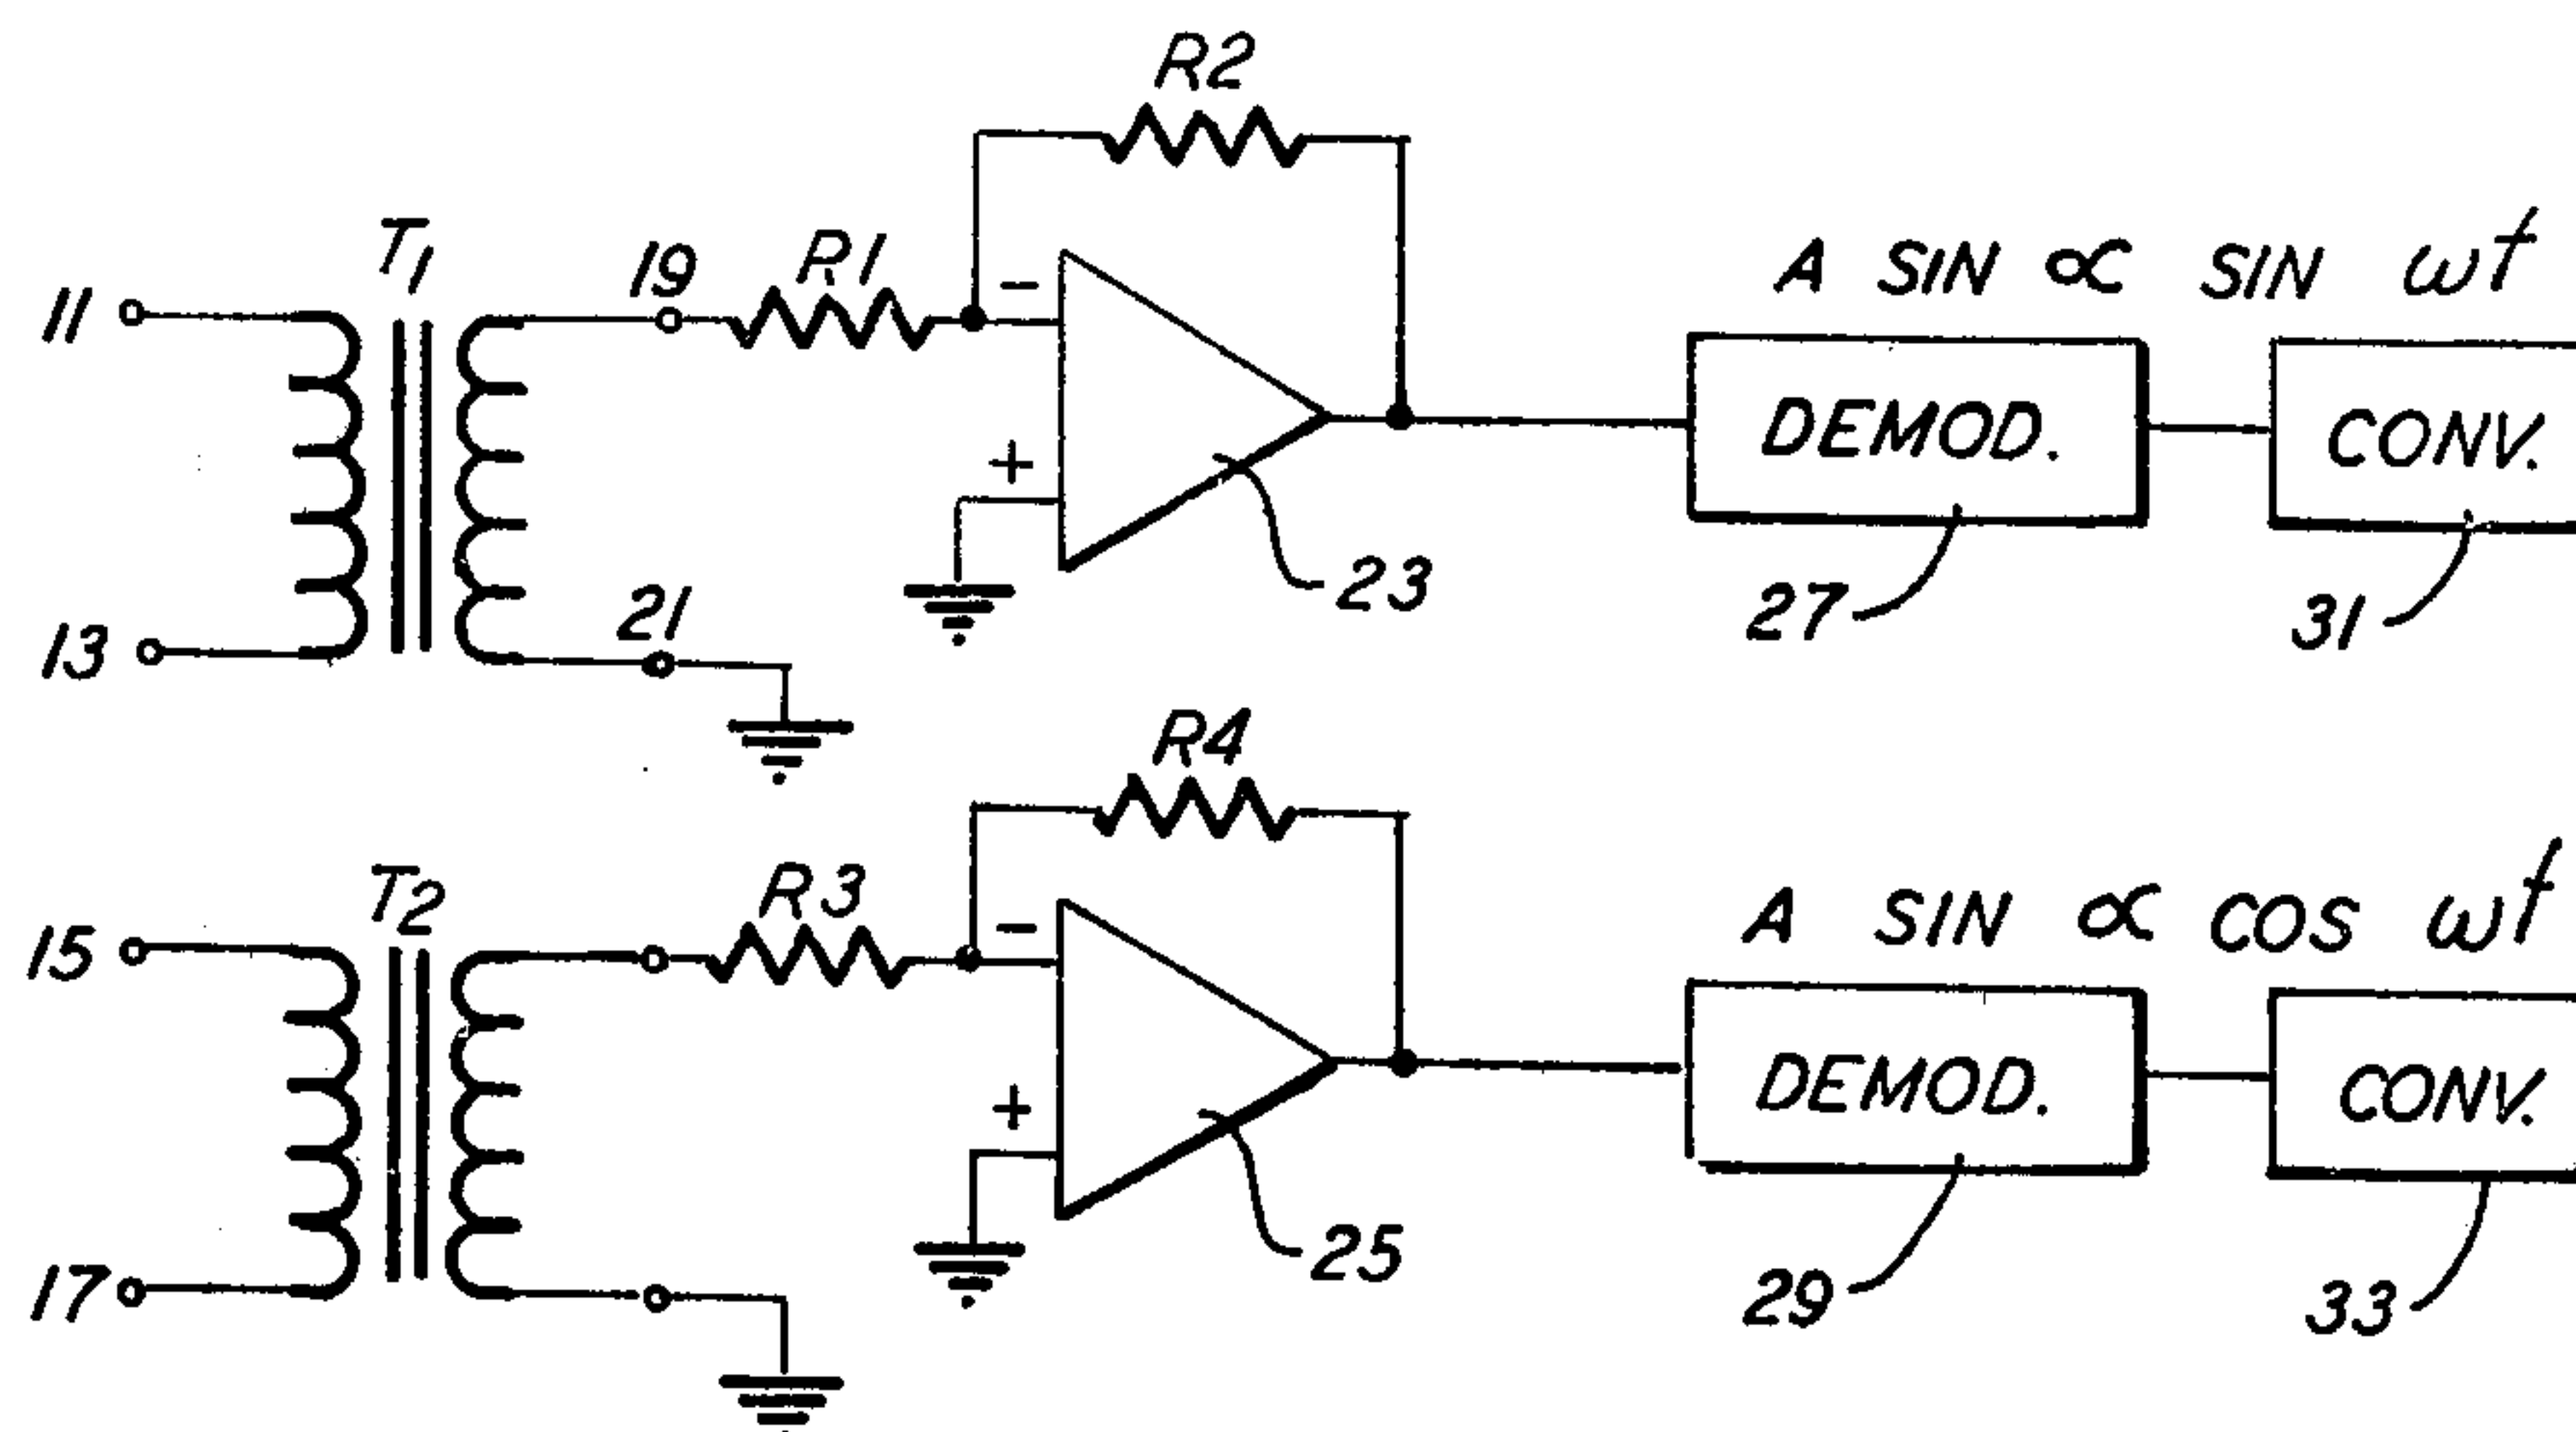 R2
T1
19
R1
A SIN ∝ SIN ωt
11
−
DEMOD.
CONV.
+
23
27
31
13
21
R4
T2
R3
A SIN ∝ COS ωt
15
−
DEMOD.
CONV.
+
25
29
33
17